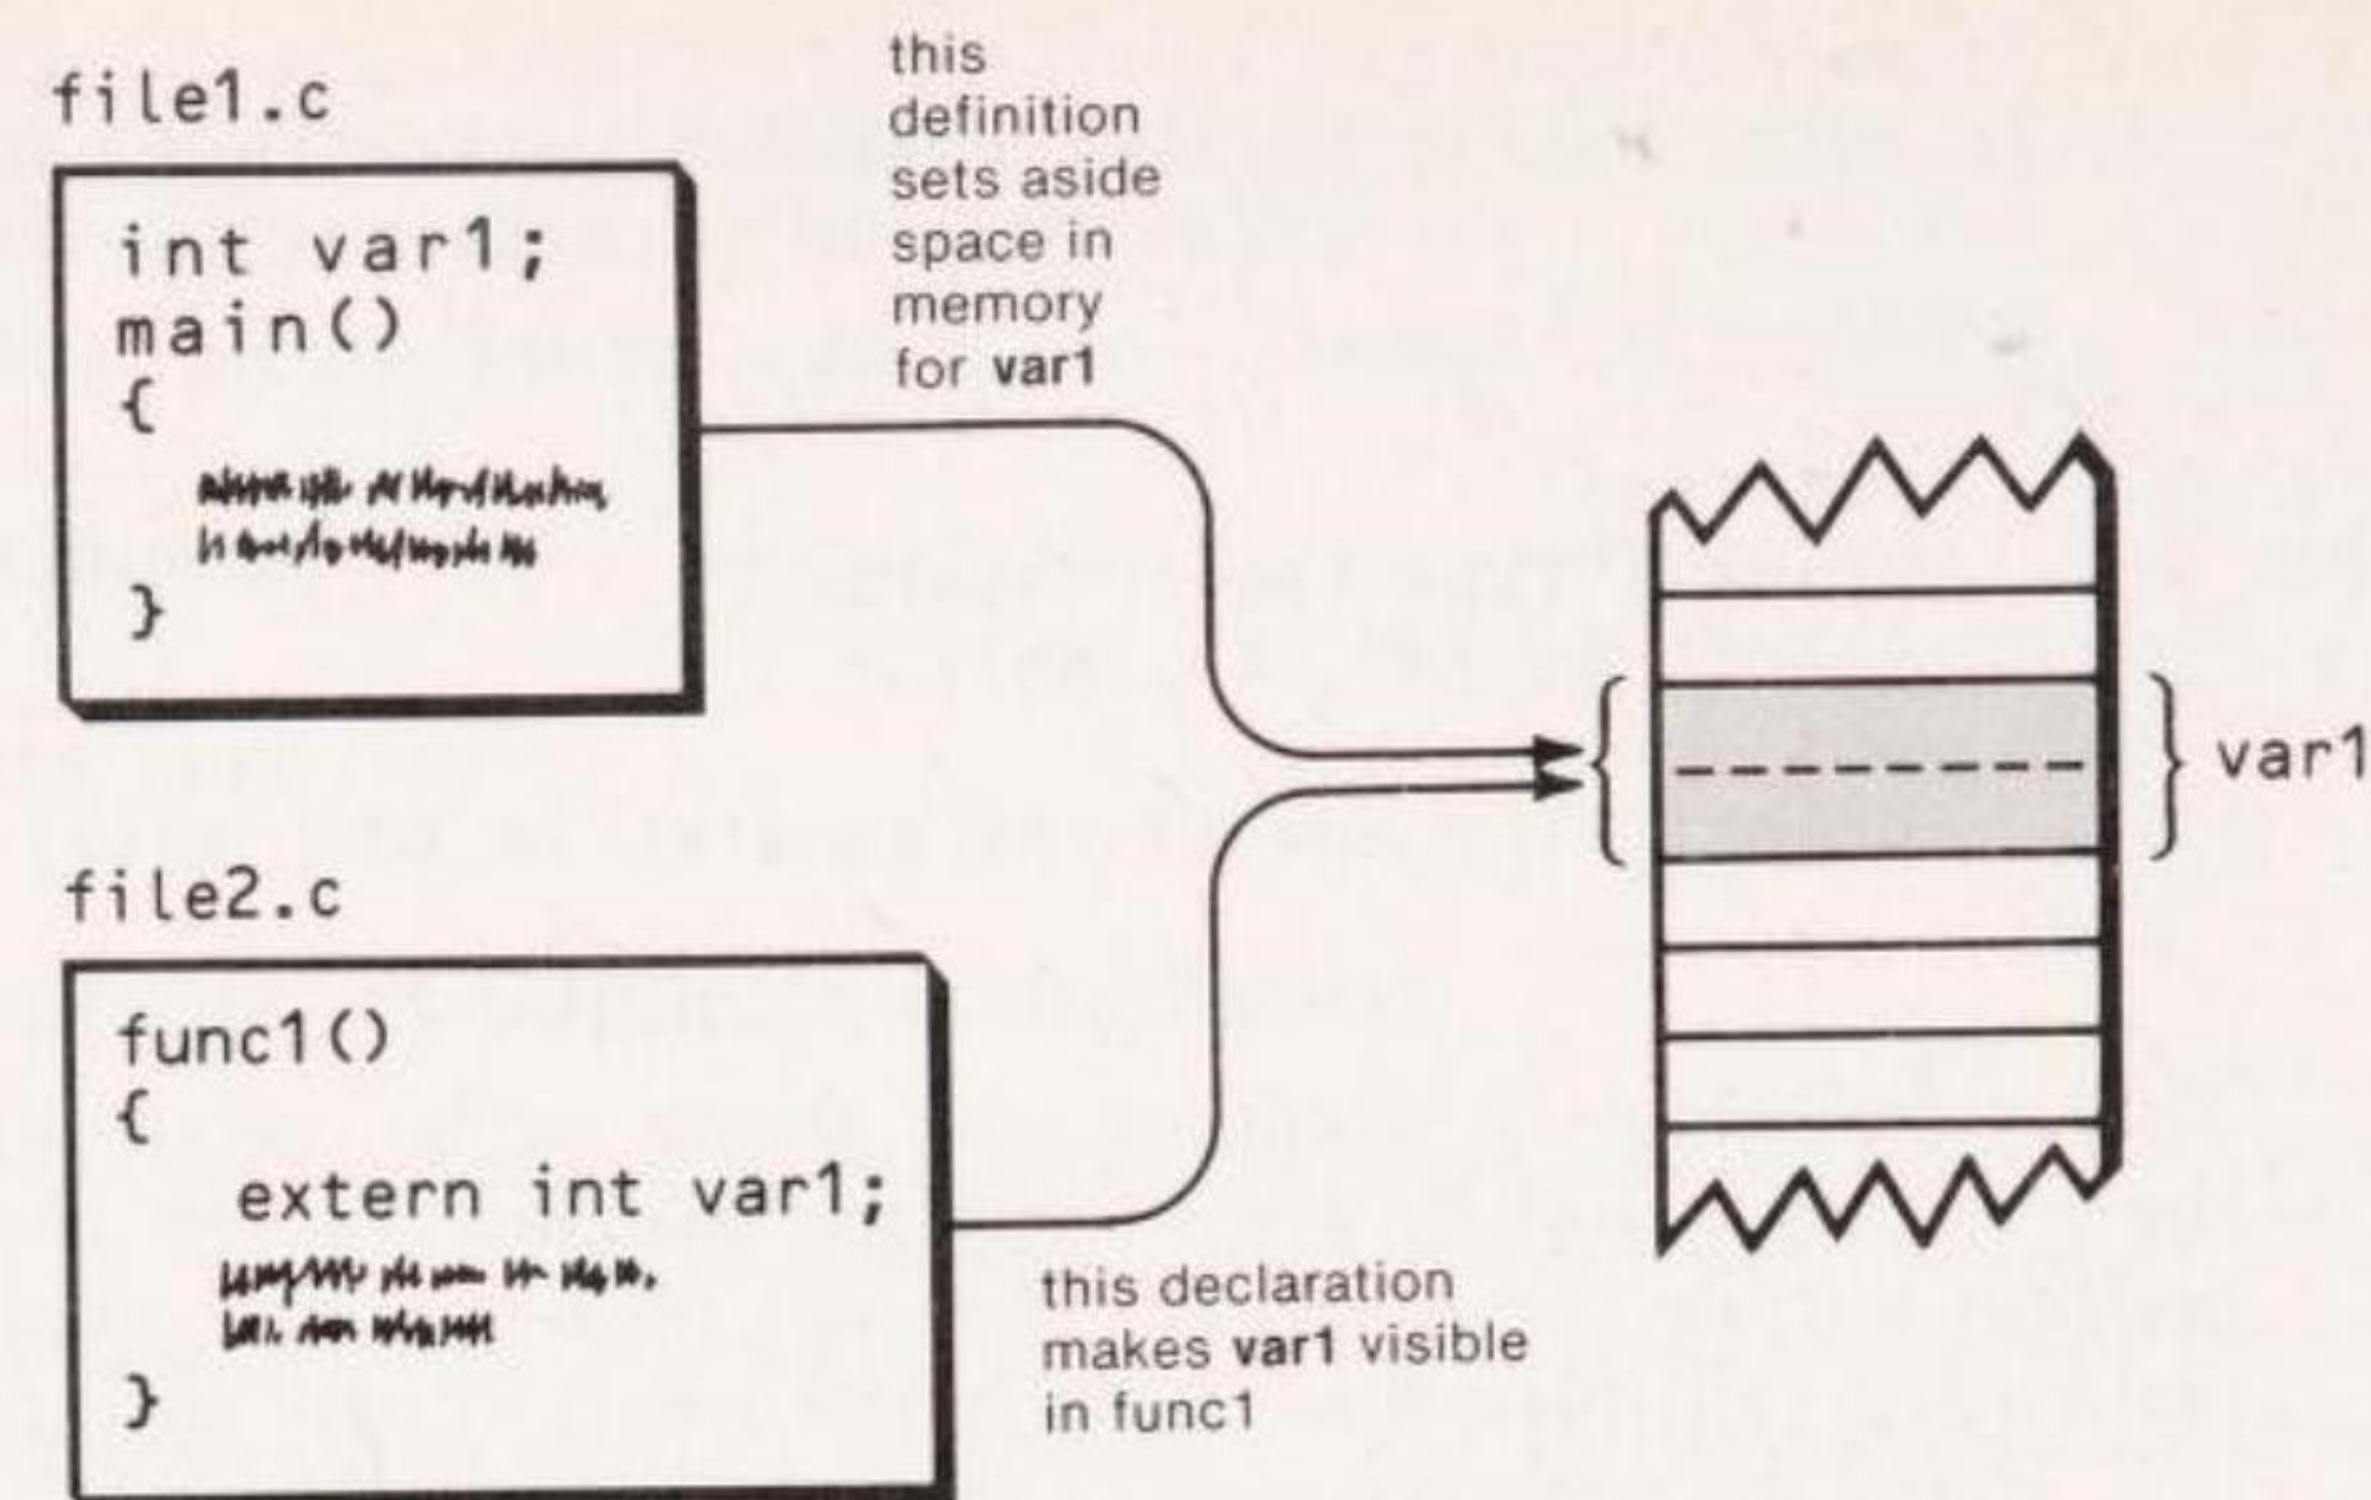 file1.c
int var1;
main()
{
}
this
definition
sets aside
space in
memory
for var1
var1
file2.c
func1()
{
extern int var1;
}
this declaration
makes var1 visible
in func1